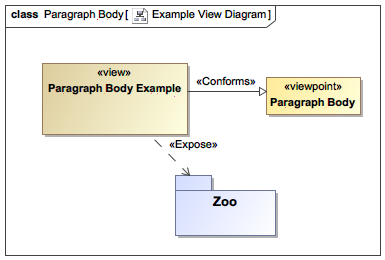 class Paragraph Body[ Example View Diagram]
«view»
Paragraph Body Example
«Conforms»
«viewpoint»
Paragraph Body
«Expose»
Zoo